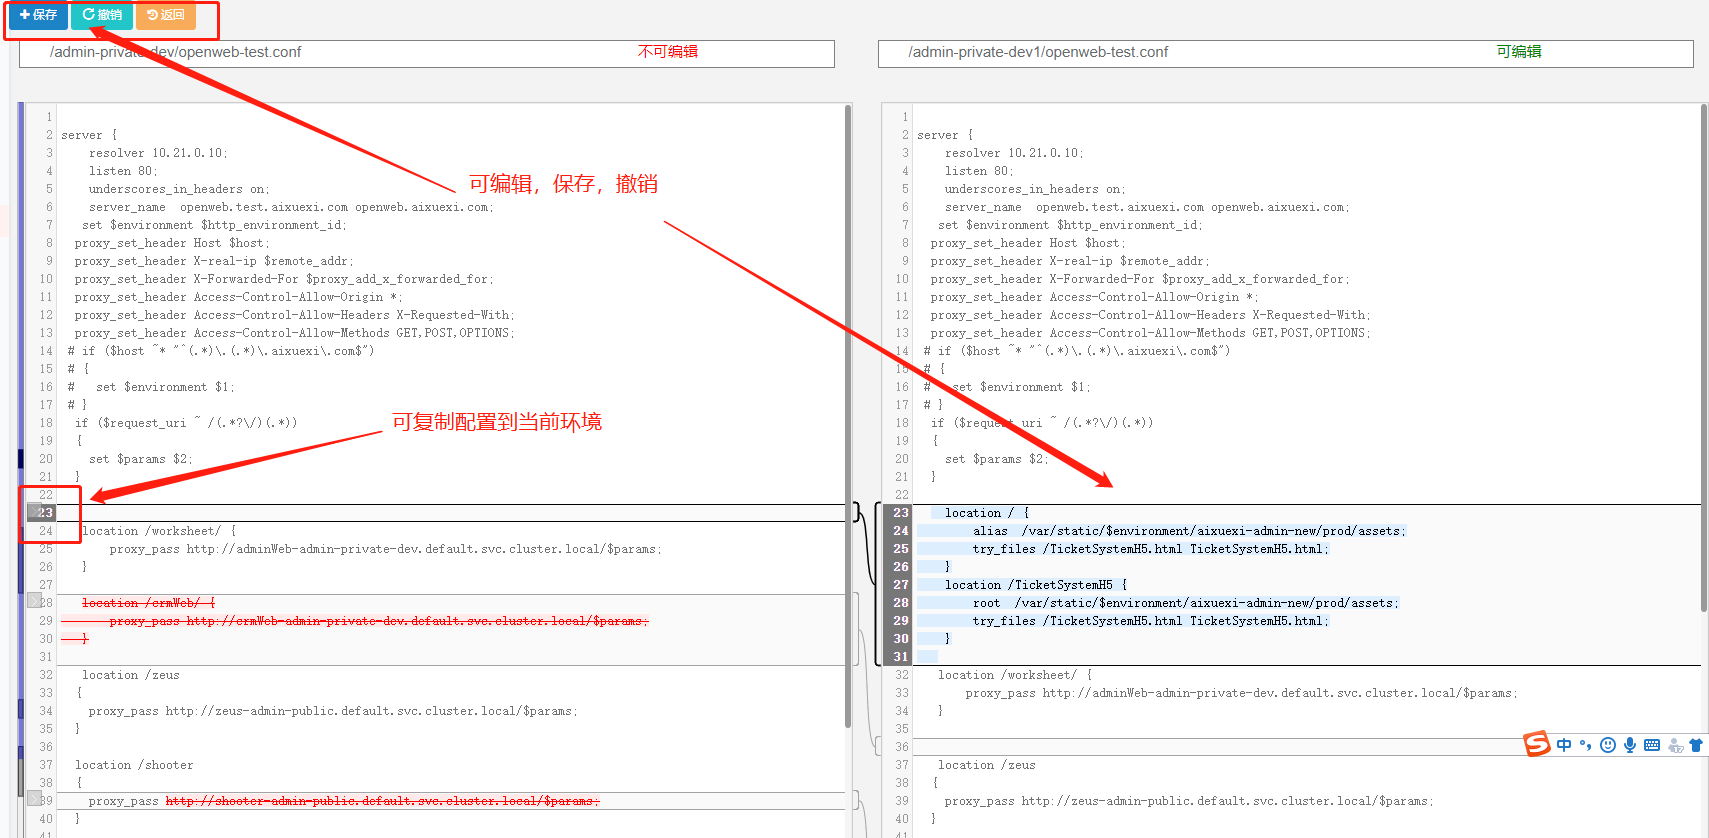 保存 撤销 返回
/admin-private-dev/openweb-test.conf 不可编辑
/admin-private-dev1/openweb-test.conf 可编辑
可编辑，保存，撤销
可复制配置到当前环境
1
2 server {
3 resolver 10.21.0.10;
4 listen 80;
5 underscores_in_headers on;
6 server_name openweb.test.aixuexi.com openweb.aixuexi.com;
7 set $environment $http_environment_id;
8 proxy_set_header Host $host;
9 proxy_set_header X-real-ip $remote_addr;
10 proxy_set_header X-Forwarded-For $proxy_add_x_forwarded_for;
11 proxy_set_header Access-Control-Allow-Origin *;
12 proxy_set_header Access-Control-Allow-Headers X-Requested-With;
13 proxy_set_header Access-Control-Allow-Methods GET,POST,OPTIONS;
14 # if ($host ~* "^(.*)\.(.*)\.aixuexi\.com$")
15 # {
16 # set $environment $1;
17 # }
18 if ($request_uri ~ /(.*?\/)(.*))
19 {
20 set $params $2;
21 }
22
23
24 location /worksheet/ {
25 proxy_pass http://adminWeb-admin-private-dev.default.svc.cluster.local/$params;
26 }
27
28 location /crmWeb/ {
29 proxy_pass http://crmWeb-admin-private-dev.default.svc.cluster.local/$params;
30 }
31
32 location /zeus
33 {
34 proxy_pass http://zeus-admin-public.default.svc.cluster.local/$params;
35 }
36
37 location /shooter
38 {
39 proxy_pass http://shooter-admin-public.default.svc.cluster.local/$params;
40 }
41
1
2 server {
3 resolver 10.21.0.10;
4 listen 80;
5 underscores_in_headers on;
6 server_name openweb.test.aixuexi.com openweb.aixuexi.com;
7 set $environment $http_environment_id;
8 proxy_set_header Host $host;
9 proxy_set_header X-real-ip $remote_addr;
10 proxy_set_header X-Forwarded-For $proxy_add_x_forwarded_for;
11 proxy_set_header Access-Control-Allow-Origin *;
12 proxy_set_header Access-Control-Allow-Headers X-Requested-With;
13 proxy_set_header Access-Control-Allow-Methods GET,POST,OPTIONS;
14 # if ($host ~* "^(.*)\.(.*)\.aixuexi\.com$")
15 # {
16 # set $environment $1;
17 # }
18 if ($request_uri ~ /(.*?\/)(.*))
19 {
20 set $params $2;
21 }
22
23 location / {
24 alias /var/static/$environment/aixuexi-admin-new/prod/assets;
25 try_files /TicketSystemH5.html TicketSystemH5.html;
26 }
27 location /TicketSystemH5 {
28 root /var/static/$environment/aixuexi-admin-new/prod/assets;
29 try_files /TicketSystemH5.html TicketSystemH5.html;
30 }
31
32 location /worksheet/ {
33 proxy_pass http://adminWeb-admin-private-dev.default.svc.cluster.local/$params;
34 }
35
36
37 location /zeus
38 {
39 proxy_pass http://zeus-admin-public.default.svc.cluster.local/$params;
40 }
41
中